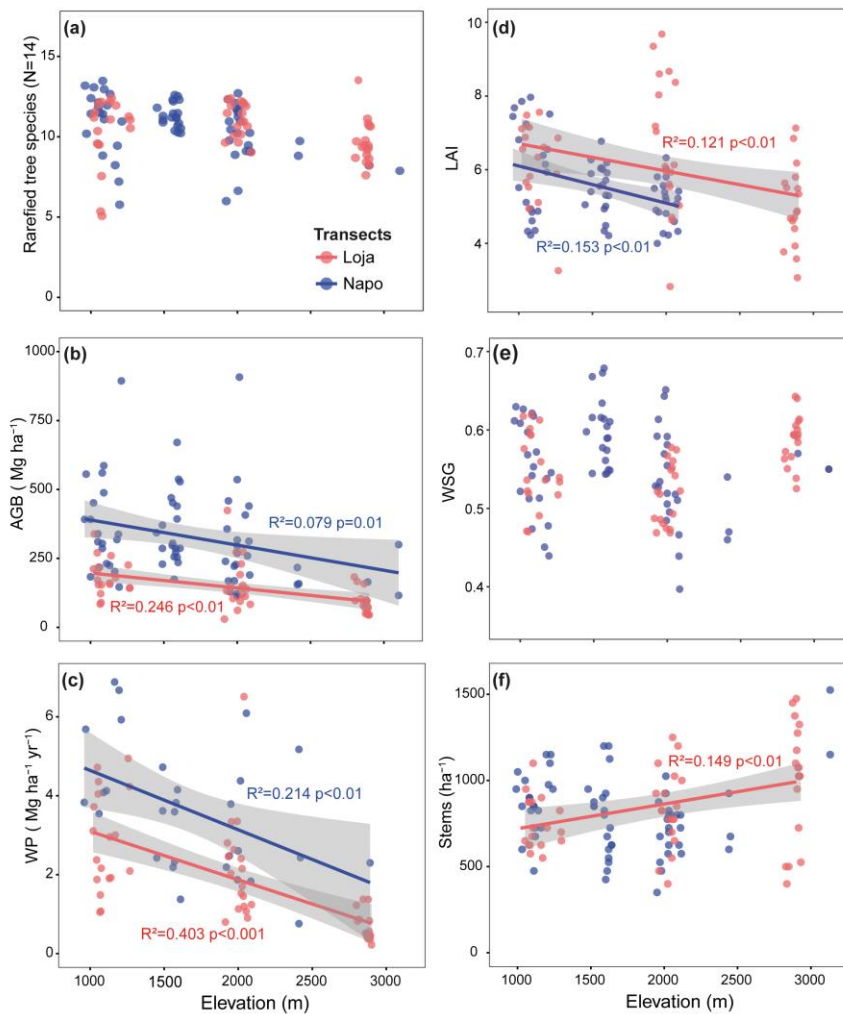 (a)
Rarefied tree species (N=14)
15
10
5
0
1000
1500
2000
2500
3000
Transects
Loja
Napo
(b)
AGB ( Mg ha⁻¹)
1000
750
500
250
0
R²=0.079 p=0.01
R²=0.246 p<0.01
(c)
WP ( Mg ha⁻¹ yr⁻¹)
6
4
2
0
R²=0.214 p<0.01
R²=0.403 p<0.001
1000
1500
2000
2500
3000
Elevation (m)
(d)
LAI
10
8
6
4
R²=0.121 p<0.01
R²=0.153 p<0.01
(e)
WSG
0.7
0.6
0.5
0.4
(f)
Stems (ha⁻¹)
1500
1000
500
0
R²=0.149 p<0.01
1000
1500
2000
2500
3000
Elevation (m)